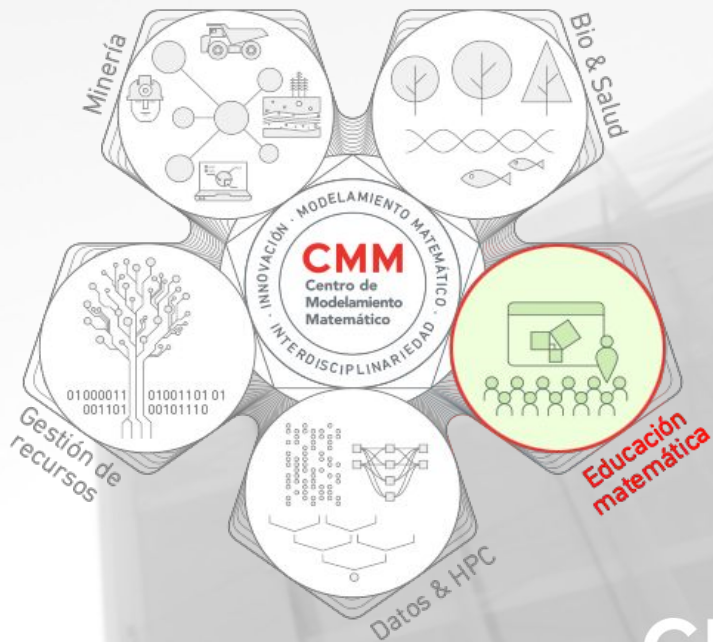 Minería
Bio & Salud
INNOVACIÓN · MODELAMIENTO MATEMÁTICO · INTERDISCIPLINARIEDAD ·
CMM
Centro de
Modelamiento
Matemático
01000011 01001101 01
001101 00101110
Gestión de
recursos
Educación
matemática
Datos & HPC